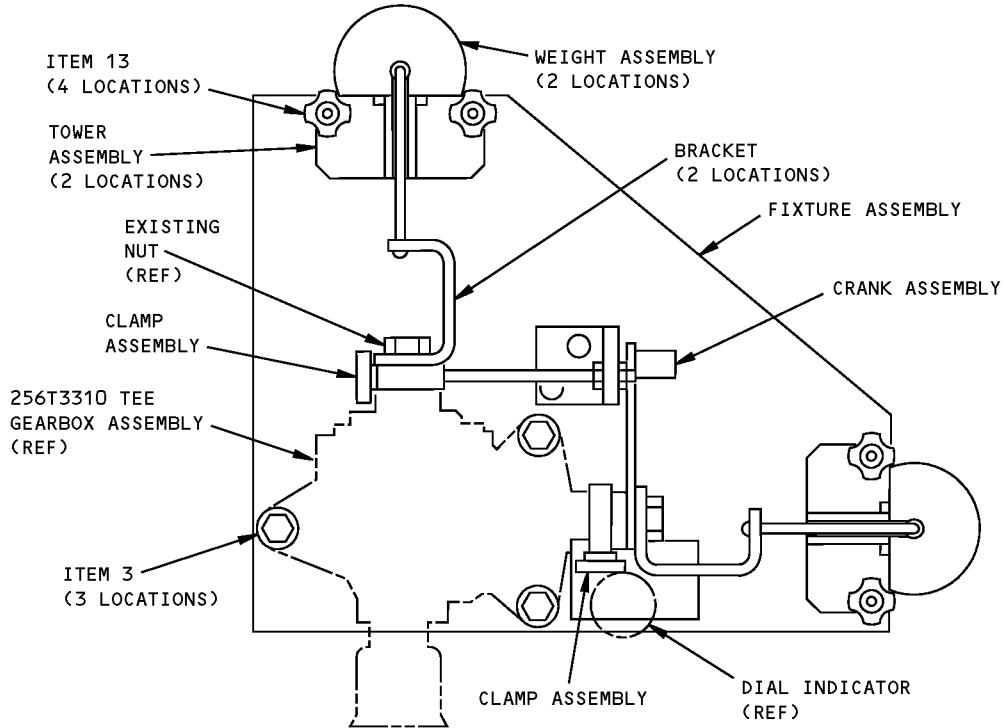 ITEM 13
(4 LOCATIONS)
WEIGHT ASSEMBLY
(2 LOCATIONS)
TOWER
ASSEMBLY
(2 LOCATIONS)
BRACKET
(2 LOCATIONS)
FIXTURE ASSEMBLY
EXISTING
NUT
(REF)
CRANK ASSEMBLY
CLAMP
ASSEMBLY
256T3310 TEE
GEARBOX ASSEMBLY
(REF)
ITEM 3
(3 LOCATIONS)
CLAMP ASSEMBLY
DIAL INDICATOR
(REF)